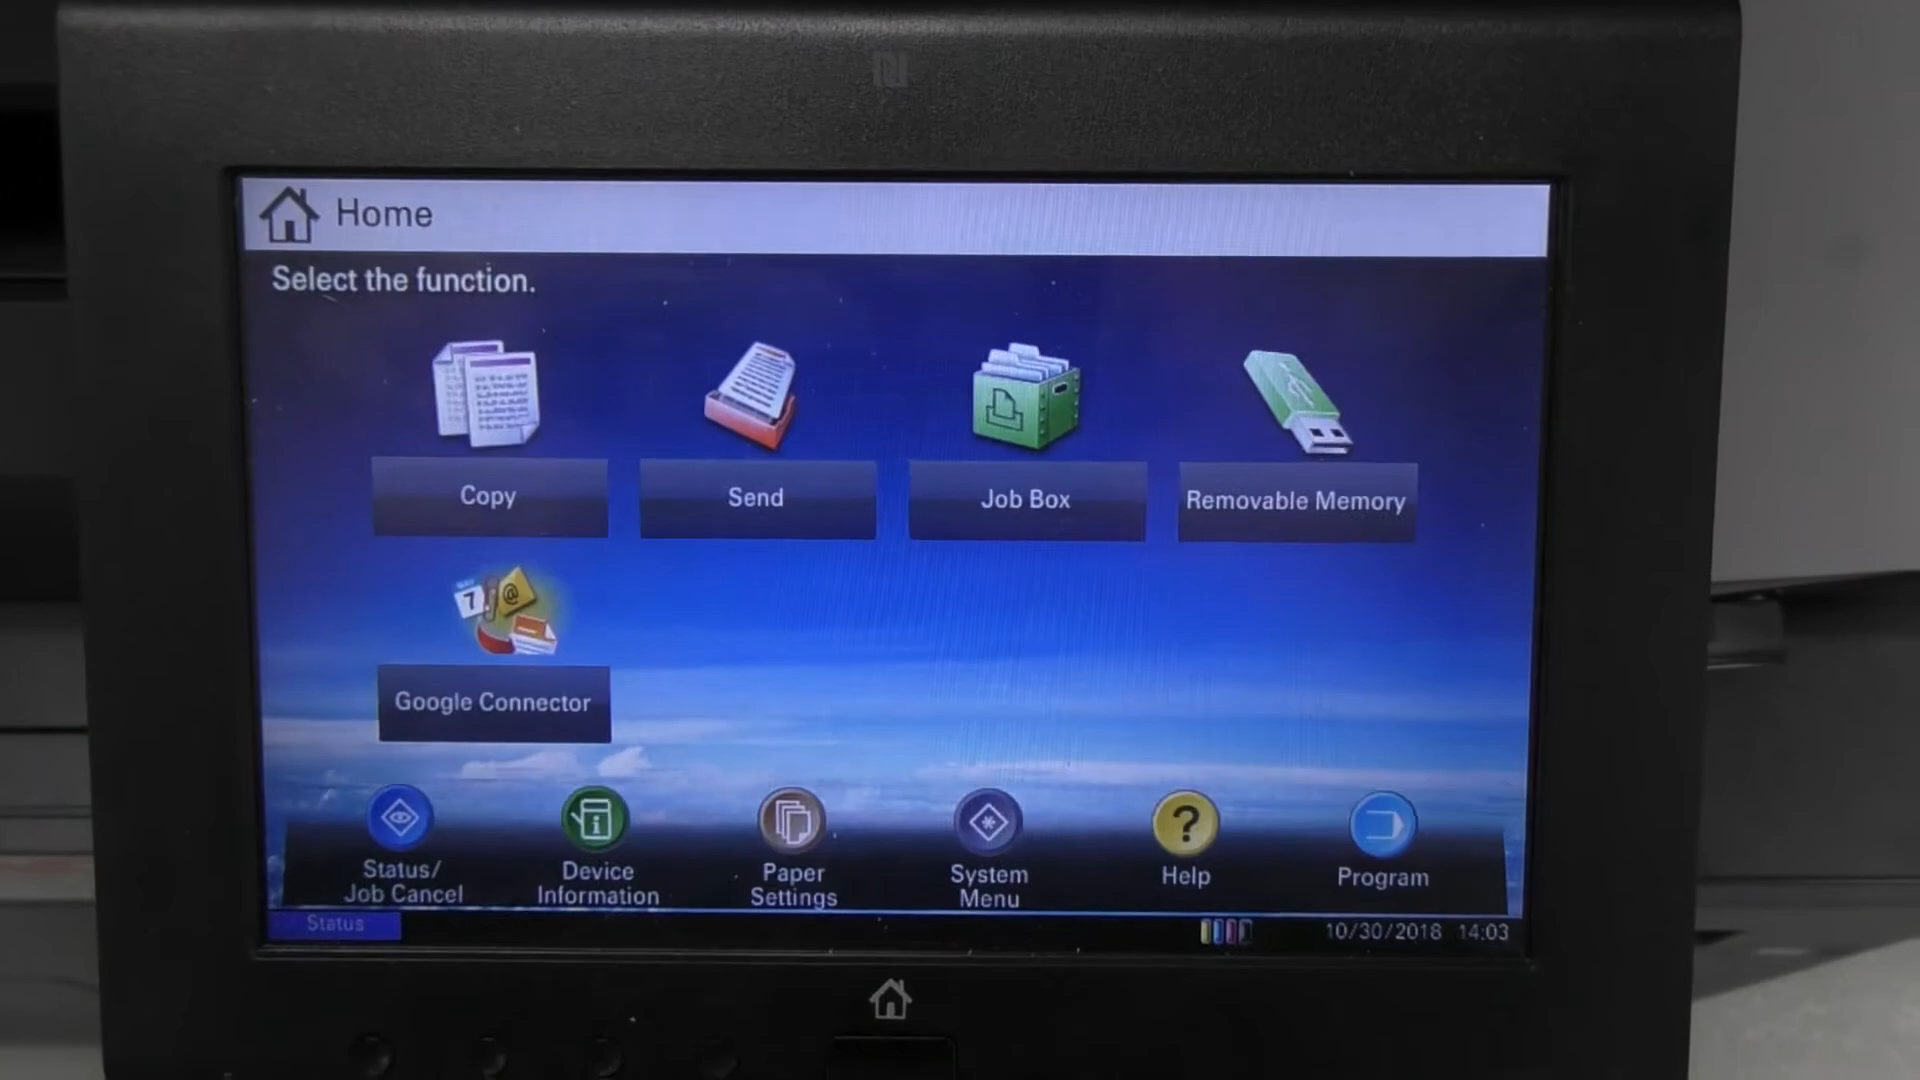 Home
Select the function.
Copy
Send
Job Box
Removable Memory
7
@
Google Connector
Status/
Job Cancel
Device
Information
Paper
Settings
System
Menu
?
Help
Program
Status
10/30/2018 14:03